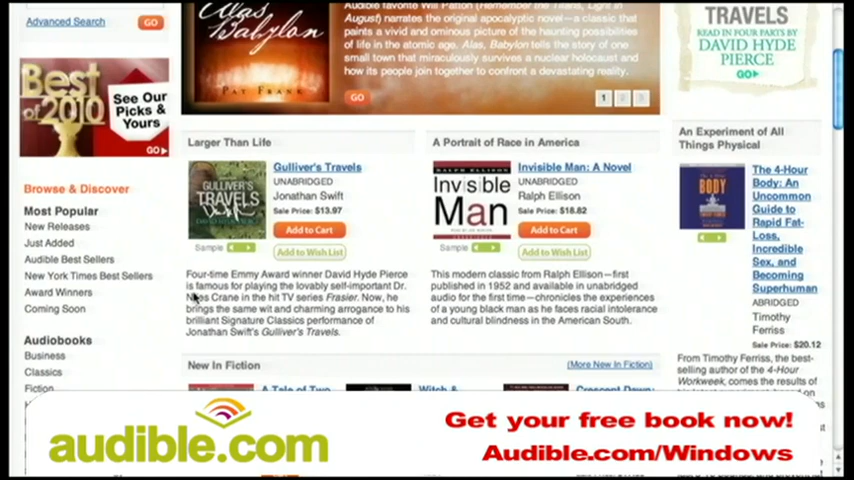 Advanced Search
GO
Best
of 2010
See Our
Picks &
Yours
GO
Browse & Discover
Most Popular
New Releases
Just Added
Audible Best Sellers
New York Times Best Sellers
Award Winners
Coming Soon
Audiobooks
Business
Classics
Fiction
Alas,
Babylon
PAT FRANK
Audible favorite Will Patton (Remember the Titans, Light in
August) narrates the original apocalyptic novel—a classic that
paints a vivid and ominous picture of the haunting possibilities
of life in the atomic age. Alas, Babylon tells the story of one
small town that miraculously survives a nuclear holocaust and
how its people join together to confront a devastating reality.
GO
1 2 3
Larger Than Life
GULLIVER'S
TRAVELS
Gulliver's Travels
UNABRIDGED
Jonathan Swift
Sale Price: $13.97
Add to Cart
Sample
Add to Wish List
Four-time Emmy Award winner David Hyde Pierce
is famous for playing the lovably self-important Dr.
Niles Crane in the hit TV series Frasier. Now, he
brings the same wit and charming arrogance to his
brilliant Signature Classics performance of
Jonathan Swift's Gulliver's Travels.
A Portrait of Race in America
RALPH ELLISON
Invisible
Man
Invisible Man: A Novel
UNABRIDGED
Ralph Ellison
Sale Price: $18.82
Add to Cart
Sample
Add to Wish List
This modern classic from Ralph Ellison—first
published in 1952 and available in unabridged
audio for the first time—chronicles the experiences
of a young black man as he faces racial intolerance
and cultural blindness in the American South.
New In Fiction
(More New In Fiction)
A Tale of Two
Witch &
Crescent Dawn:
TRAVELS
READ IN FOUR PARTS BY
DAVID HYDE
PIERCE
GO
An Experiment of All
Things Physical
BODY
The 4-Hour
Body: An
Uncommon
Guide to
Rapid Fat-
Loss,
Incredible
Sex, and
Becoming
Superhuman
ABRIDGED
Timothy
Ferriss
Sale Price: $20.12
From Timothy Ferriss, the best-
selling author of the 4-Hour
Workweek, comes the results of
audible.com
Get your free book now!
Audible.com/Windows